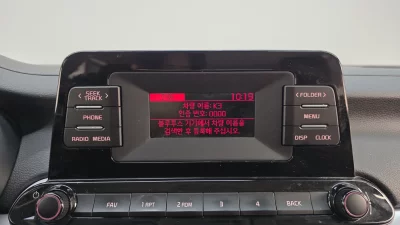 10:19
차량 이름: K3
인증 번호: 0000
블루투스 기기에서 차량 이름을
검색한 후 등록해 주십시오.
∧ SEEK TRACK ∨
PHONE
RADIO MEDIA
< FOLDER >
MENU
DISP CLOCK
FAV 1 RPT 2 RDM 3 4 BACK